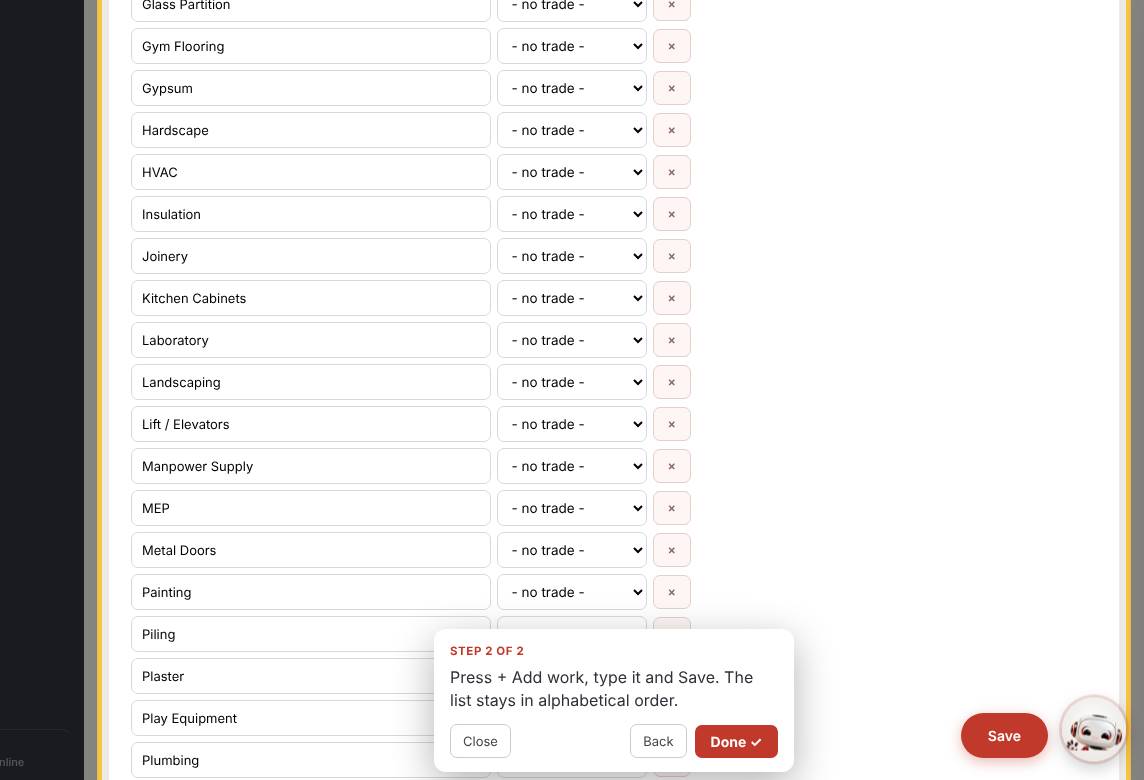 Glass Partition - no trade - ×
Gym Flooring - no trade - ×
Gypsum - no trade - ×
Hardscape - no trade - ×
HVAC - no trade - ×
Insulation - no trade - ×
Joinery - no trade - ×
Kitchen Cabinets - no trade - ×
Laboratory - no trade - ×
Landscaping - no trade - ×
Lift / Elevators - no trade - ×
Manpower Supply - no trade - ×
MEP - no trade - ×
Metal Doors - no trade - ×
Painting - no trade - ×
Piling
STEP 2 OF 2
Plaster
Press + Add work, type it and Save. The
list stays in alphabetical order.
Play Equipment
Close Back Done ✓
Save
Plumbing